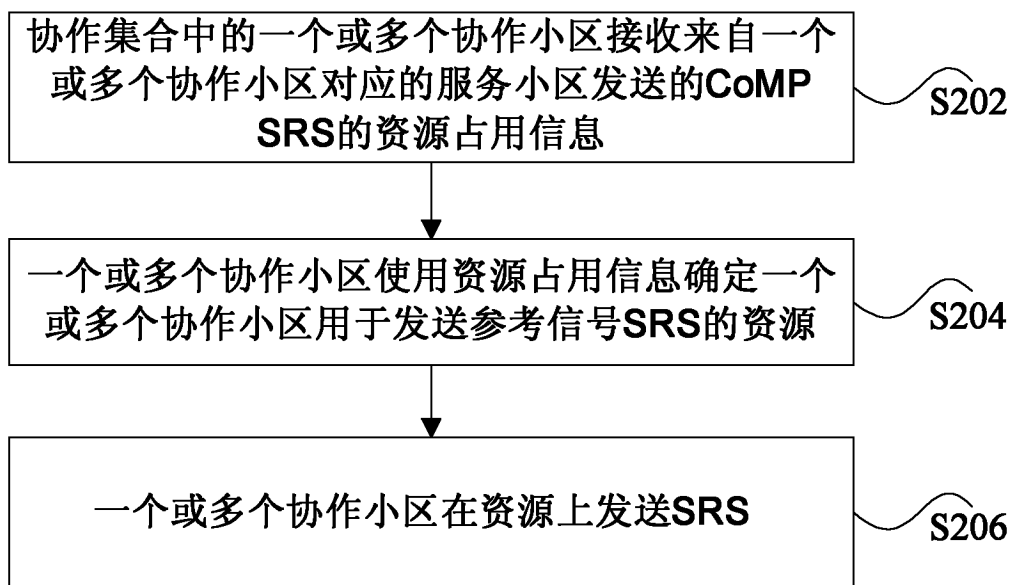 协作集合中的一个或多个协作小区接收来自一个
或多个协作小区对应的服务小区发送的CoMP
SRS的资源占用信息
S202
一个或多个协作小区使用资源占用信息确定一个
或多个协作小区用于发送参考信号SRS的资源
S204
一个或多个协作小区在资源上发送SRS
S206